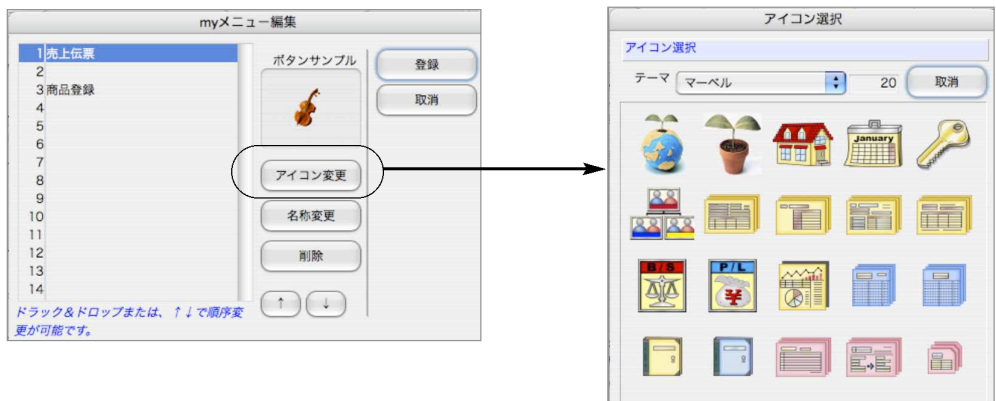 myメニュー編集
1 売上伝票
2
3 商品登録
4
5
6
7
8
9
10
11
12
13
14
ドラック＆ドロップまたは、↑↓で順序変
更が可能です。
ボタンサンプル
アイコン変更
名称変更
削除
↑ ↓
登録
取消
アイコン選択
アイコン選択
テーマ マーベル 20 取消
January
B/S P/L
¥